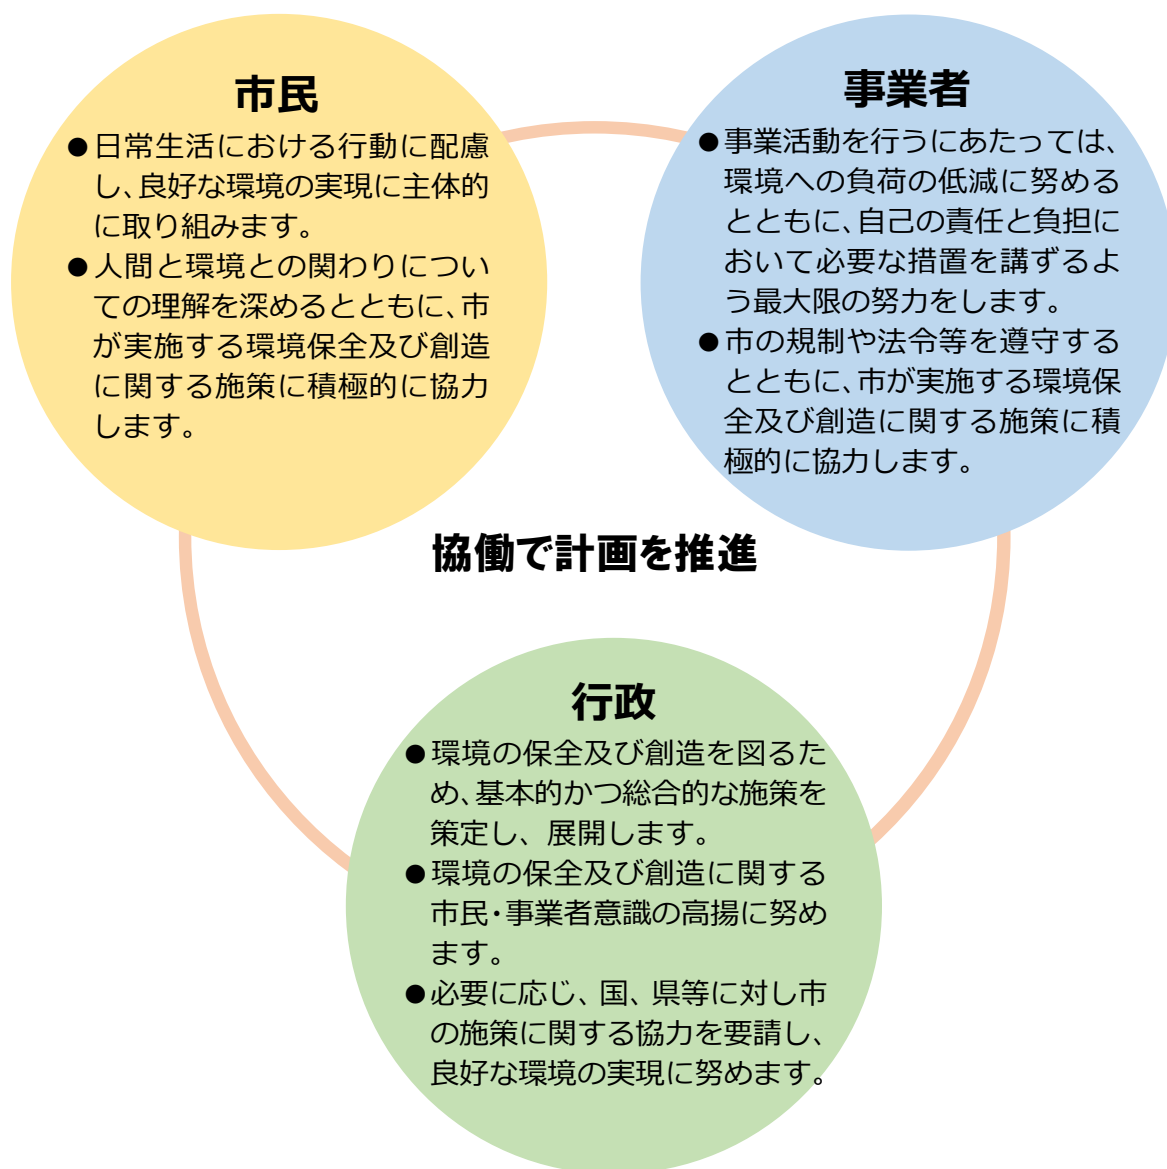 市民
●日常生活における行動に配慮
し、良好な環境の実現に主体的
に取り組みます。
●人間と環境との関わりについ
ての理解を深めるとともに、市
が実施する環境保全及び創造
に関する施策に積極的に協力
します。
事業者
●事業活動を行うにあたっては、
環境への負荷の低減に努める
とともに、自己の責任と負担に
おいて必要な措置を講ずるよ
う最大限の努力をします。
●市の規制や法令等を遵守する
とともに、市が実施する環境保
全及び創造に関する施策に積
極的に協力します。
協働で計画を推進
行政
●環境の保全及び創造を図るた
め、基本的かつ総合的な施策を
策定し、展開します。
●環境の保全及び創造に関する
市民・事業者意識の高揚に努め
ます。
●必要に応じ、国、県等に対し市
の施策に関する協力を要請し、
良好な環境の実現に努めます。